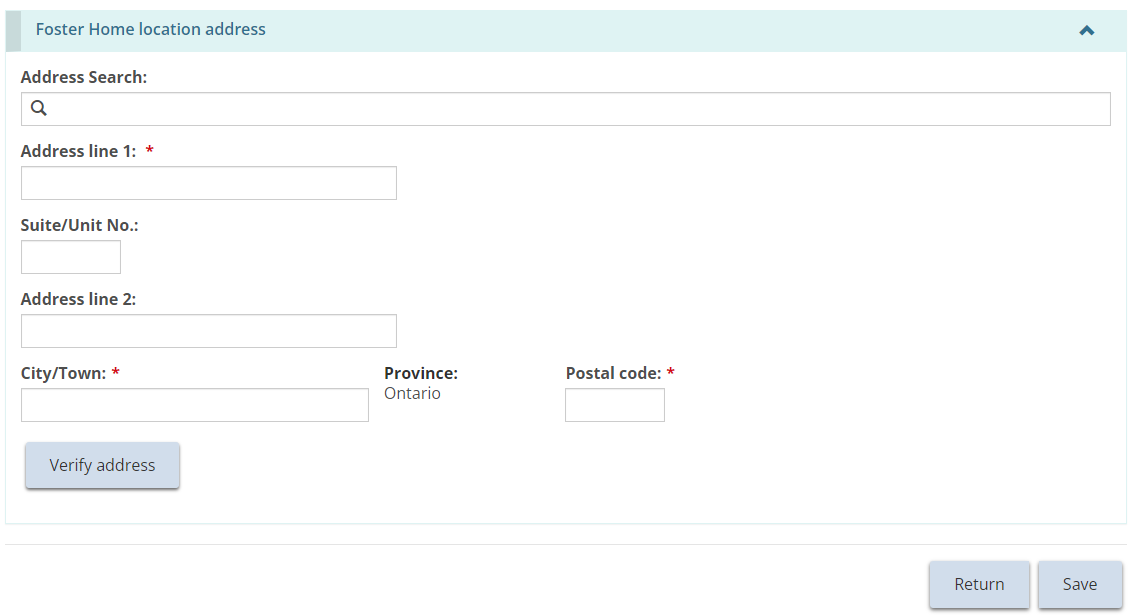 Foster Home location address
Address Search:
Address line 1: *
Suite/Unit No.:
Address line 2:
City/Town: * Province: Postal code: *
Ontario
Verify address
Return Save